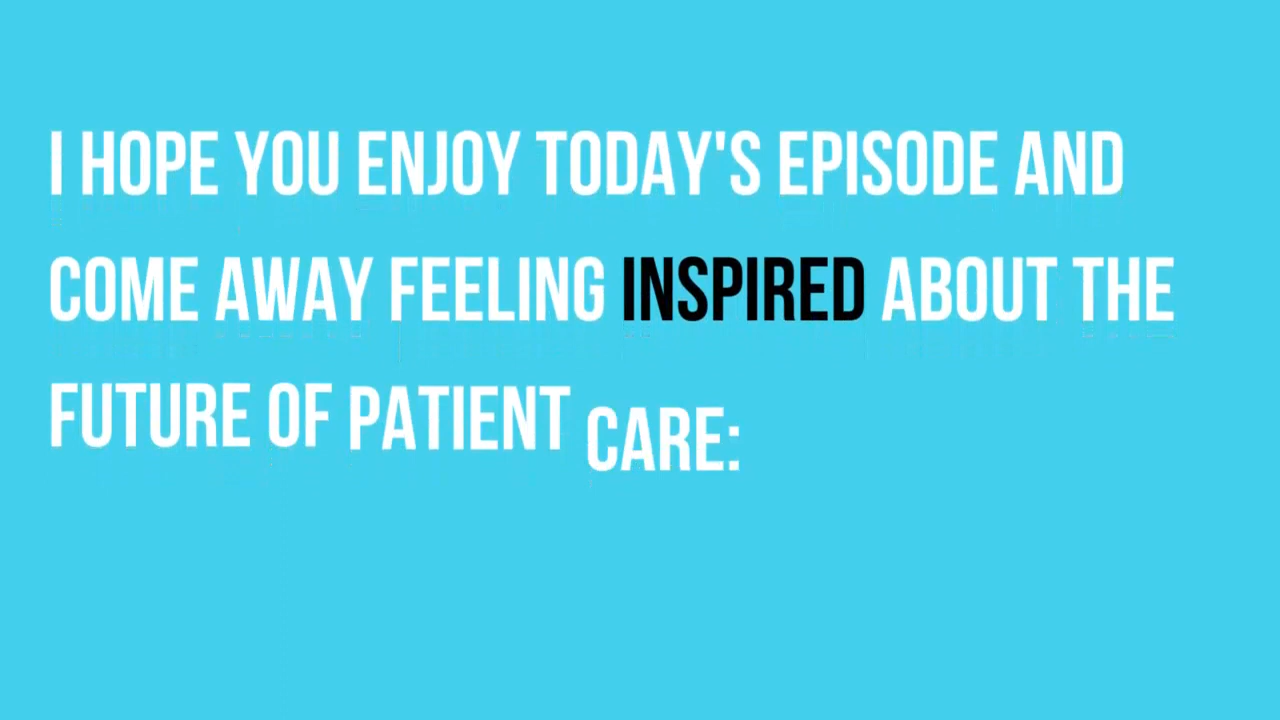 I HOPE YOU ENJOY TODAY'S EPISODE AND
COME AWAY FEELING INSPIRED ABOUT THE
FUTURE OF PATIENT CARE: